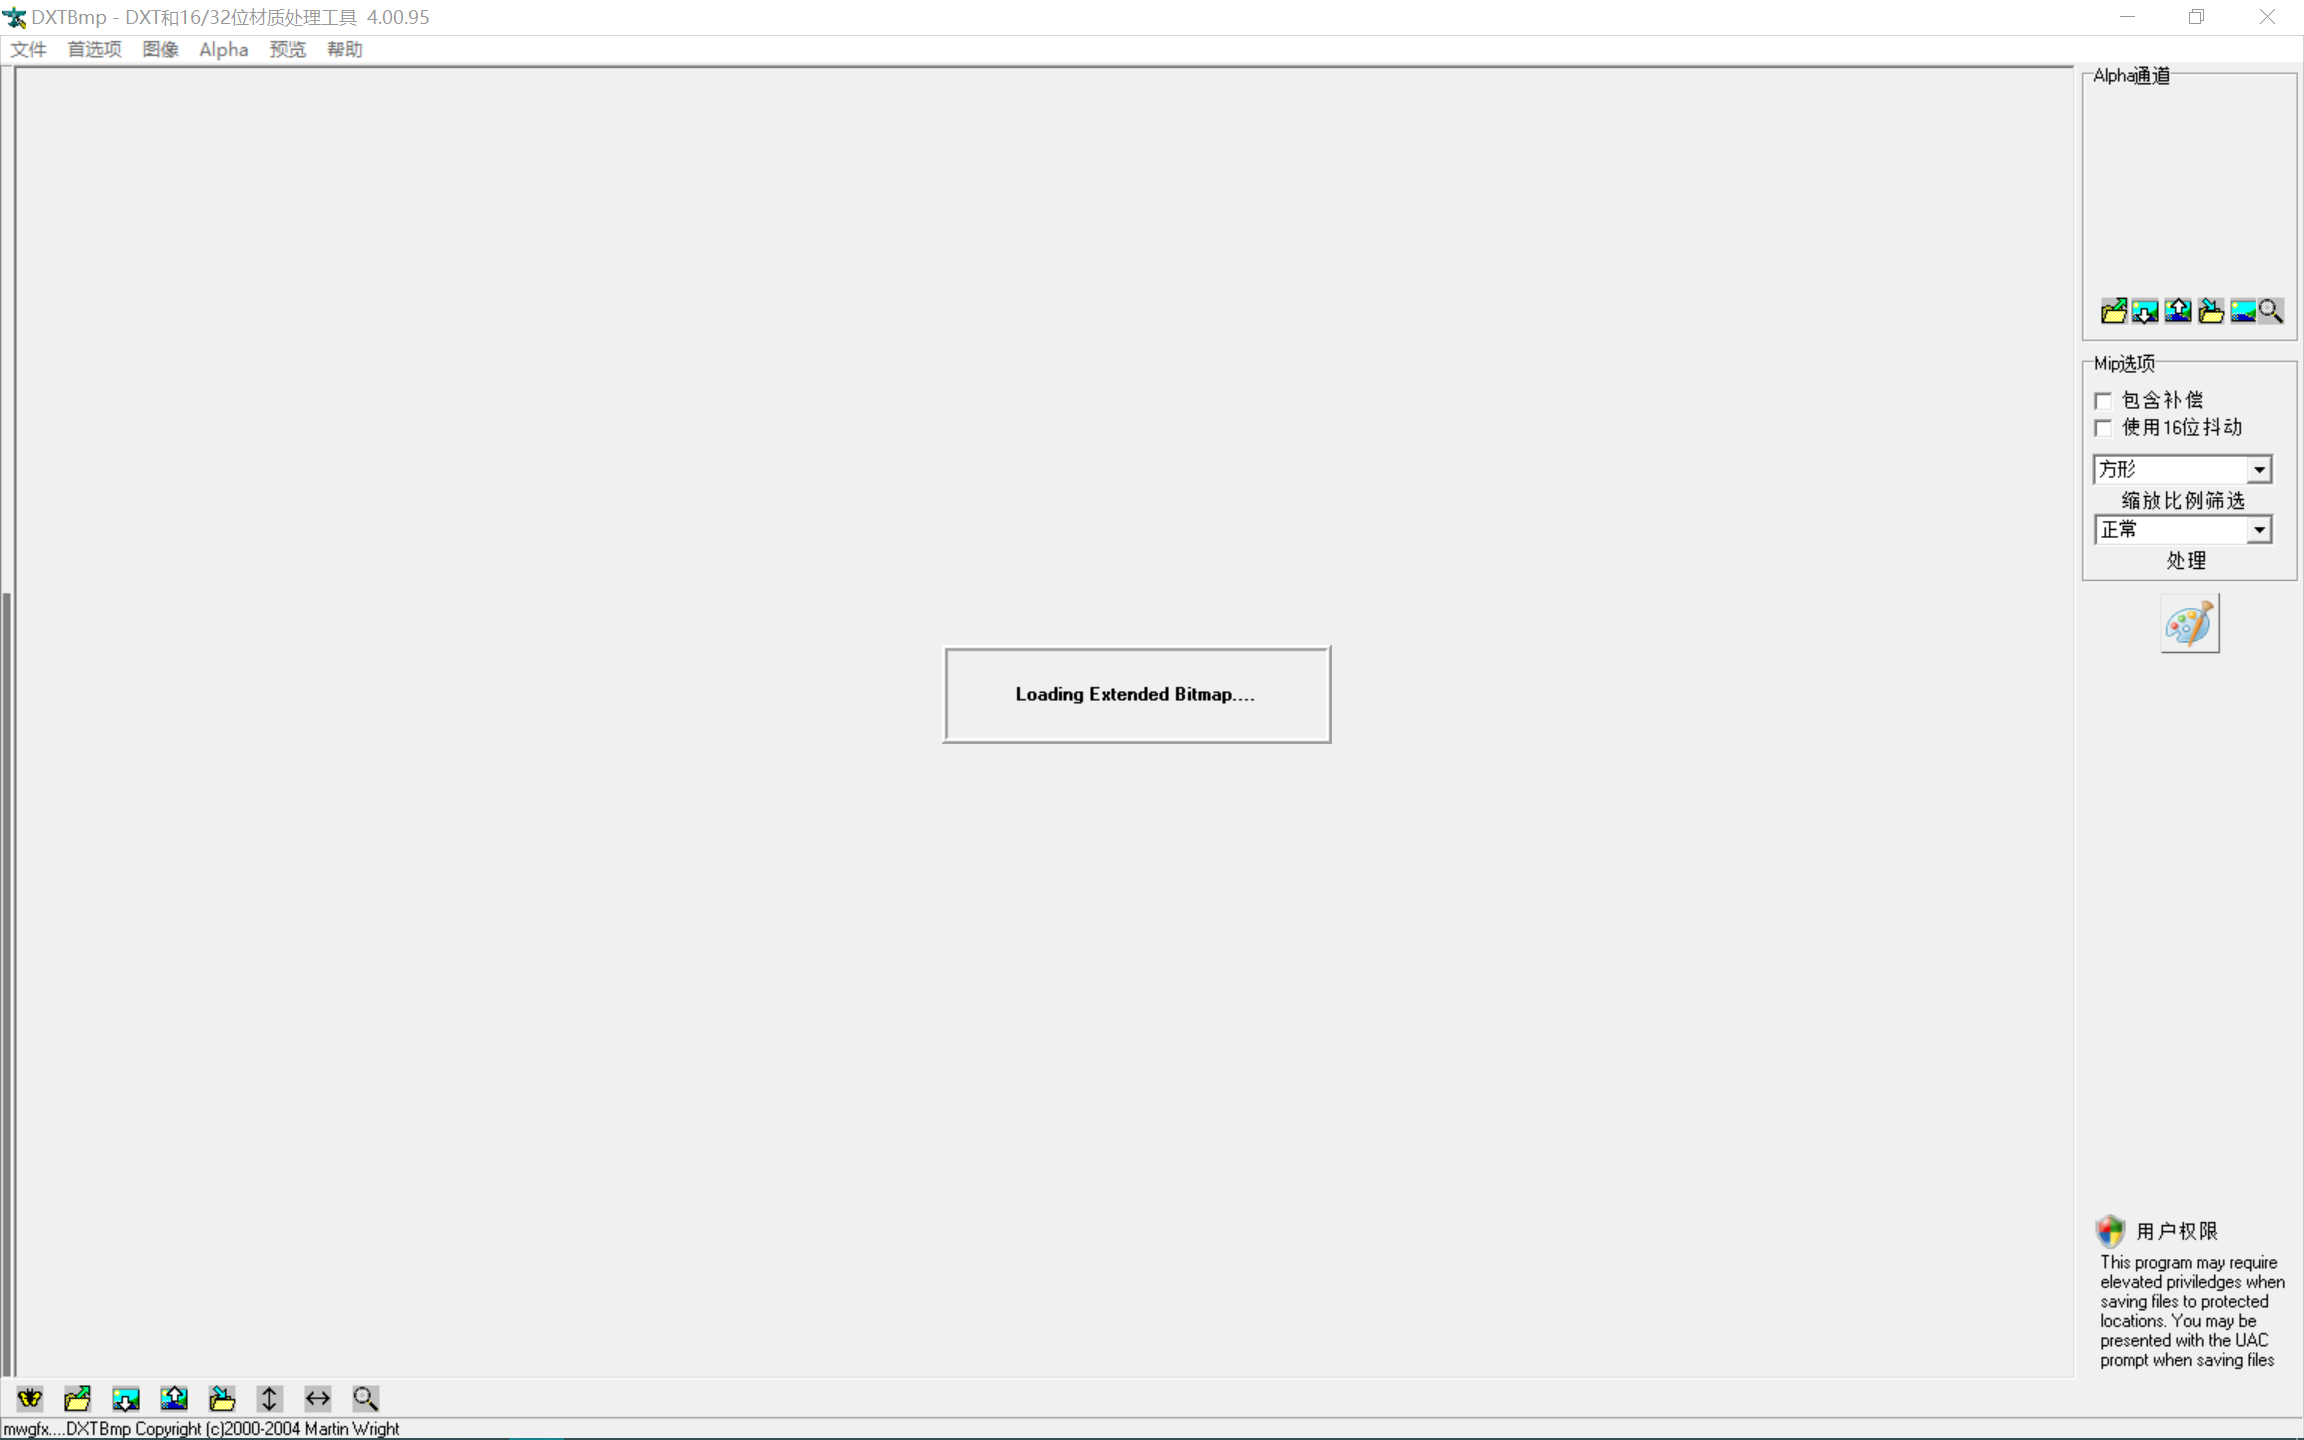 DXTBmp - DXT和16/32位材质处理工具 4.00.95
文件 首选项 图像 Alpha 预览 帮助
Alpha通道
Mip选项
包含补偿
使用16位抖动
方形
缩放比例筛选
正常
处理
Loading Extended Bitmap....
用户权限
This program may require
elevated priviledges when
saving files to protected
locations. You may be
presented with the UAC
prompt when saving files
mwgfx....DXTBmp Copyright (c)2000-2004 Martin Wright